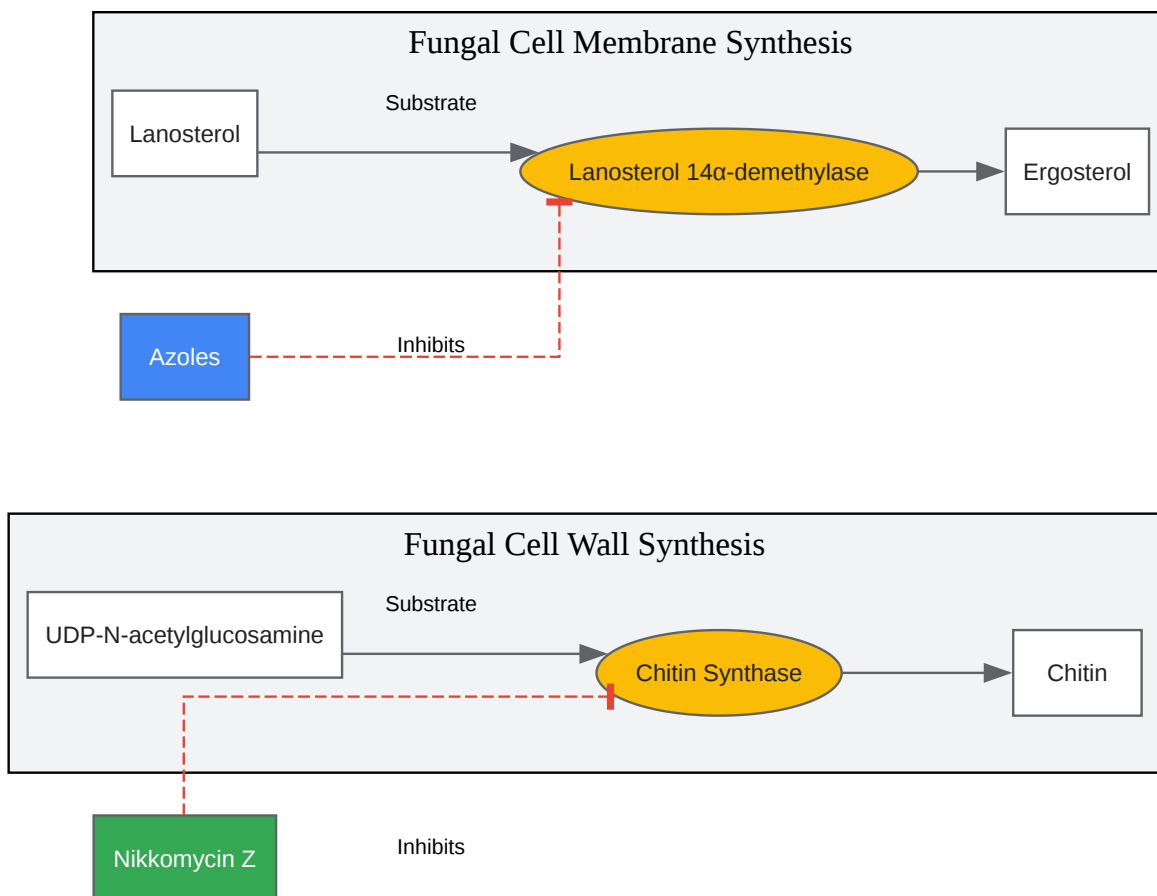 Fungal Cell Membrane Synthesis
Substrate
Lanosterol
Lanosterol 14α-demethylase
Ergosterol
Azoles
Inhibits
Fungal Cell Wall Synthesis
Substrate
UDP-N-acetylglucosamine
Chitin Synthase
Chitin
Nikkomycin Z
Inhibits